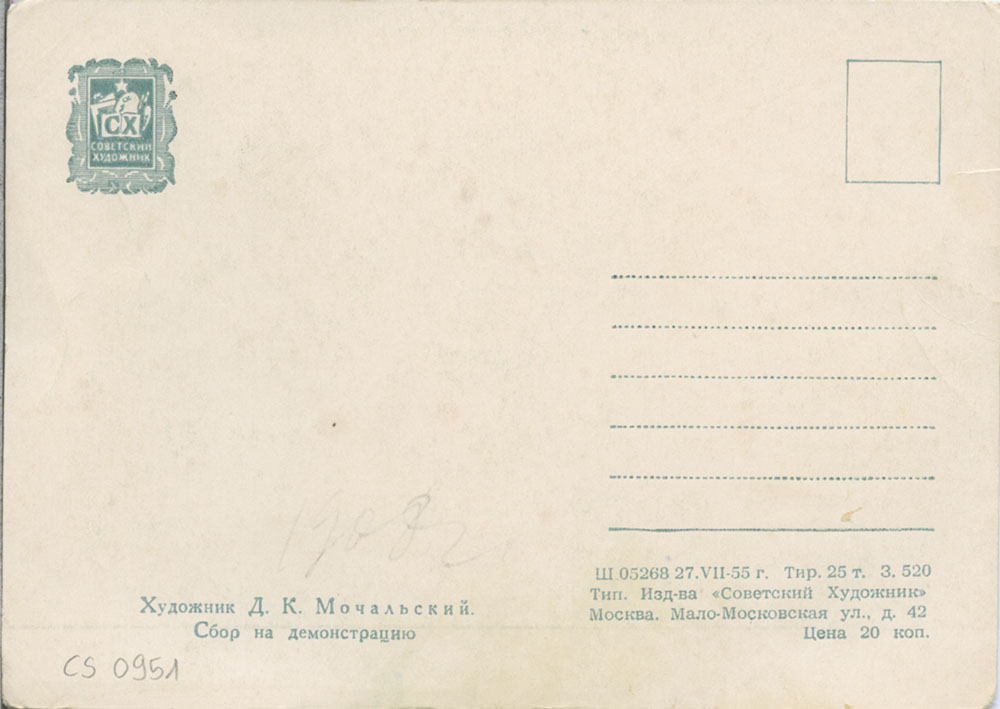 СХ
СОВЕТСКИЙ
ХУДОЖНИК
Ш 05268 27.VII-55 г. Тир. 25 т. З. 520
Тип. Изд-ва «Советский Художник»
Москва. Мало-Московская ул., д. 42
Цена 20 коп.
Художник Д. К. Мочальский.
Сбор на демонстрацию
CS 0951